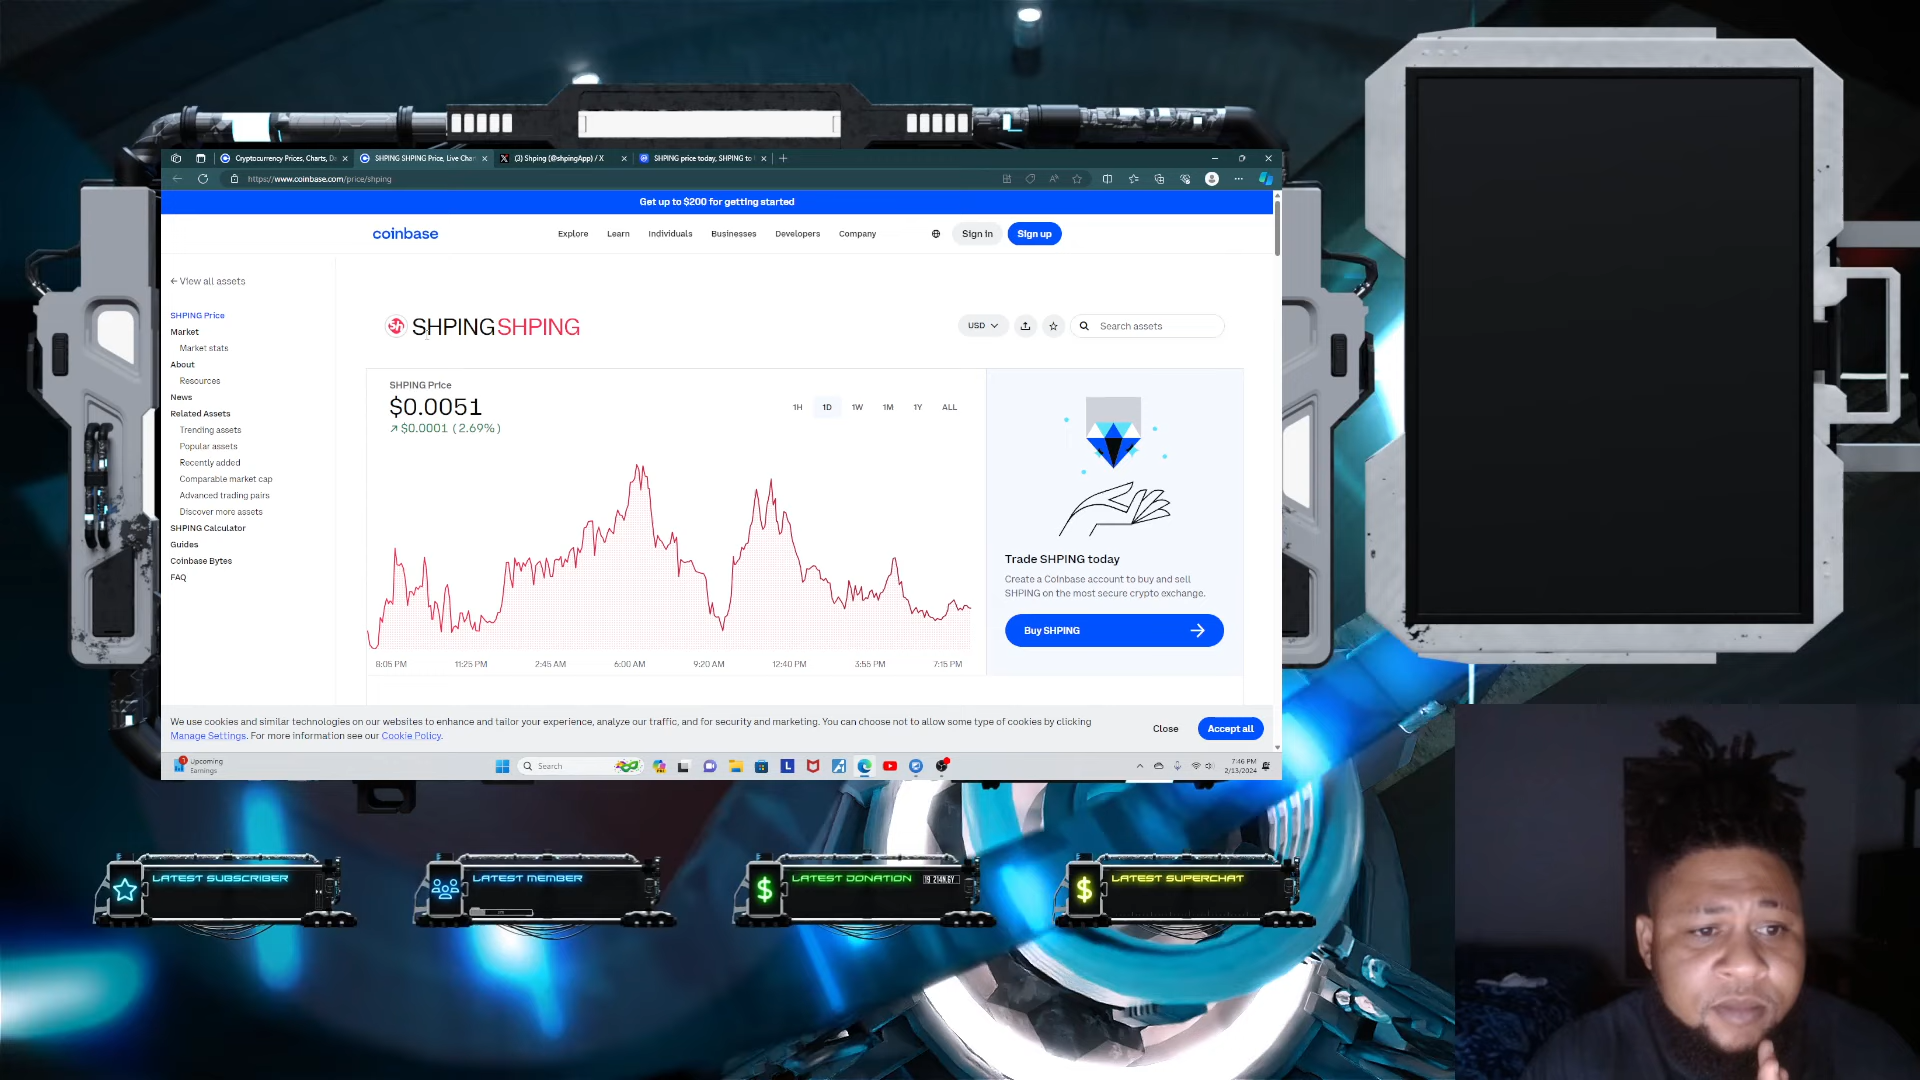 Cryptocurrency Prices, Charts, Da
SHPING SHPING Price, Live Char
(3) Shping (@shpingApp) / X
SHPING price today, SHPING to
https://www.coinbase.com/price/shping
Get up to $200 for getting started
coinbase
Explore
Learn
Individuals
Businesses
Developers
Company
Sign in
Sign up
View all assets
SHPING Price
Market
Market stats
About
Resources
News
Related Assets
Trending assets
Popular assets
Recently added
Comparable market cap
Advanced trading pairs
Discover more assets
SHPING Calculator
Guides
Coinbase Bytes
FAQ
SHPING SHPING
USD
Search assets
SHPING Price
$0.0051
$0.0001 (2.69%)
1H
1D
1W
1M
1Y
ALL
8:05 PM
11:25 PM
2:45 AM
6:00 AM
9:20 AM
12:40 PM
3:55 PM
7:15 PM
Trade SHPING today
Create a Coinbase account to buy and sell
SHPING on the most secure crypto exchange.
Buy SHPING
We use cookies and similar technologies on our websites to enhance and tailor your experience, analyze our traffic, and for security and marketing. You can choose not to allow some type of cookies by clicking
Manage Settings. For more information see our Cookie Policy.
Close
Accept all
Upcoming
Earnings
Search
7:46 PM
2/13/2024
LATEST SUBSCRIBER
LATEST MEMBER
LATEST DONATION
LATEST SUPERCHAT